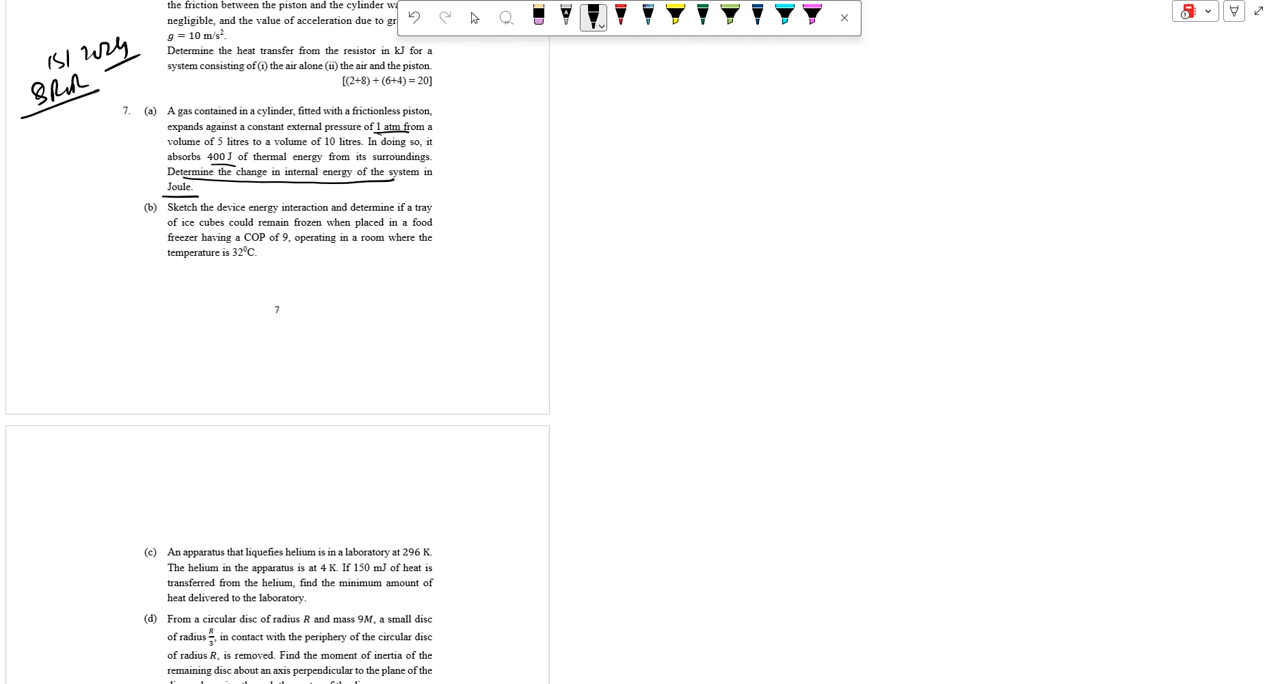 the friction between the piston and the cylinder wa
negligible, and the value of acceleration due to gr
g = 10 m/s².
Determine the heat transfer from the resistor in kJ for a
system consisting of (i) the air alone (ii) the air and the piston.
[(2+8) + (6+4) = 20]
7. (a) A gas contained in a cylinder, fitted with a frictionless piston,
expands against a constant external pressure of 1 atm from a
volume of 5 litres to a volume of 10 litres. In doing so, it
absorbs 400 J of thermal energy from its surroundings.
Determine the change in internal energy of the system in
Joule.
(b) Sketch the device energy interaction and determine if a tray
of ice cubes could remain frozen when placed in a food
freezer having a COP of 9, operating in a room where the
temperature is 32⁰C.
7
(c) An apparatus that liquefies helium is in a laboratory at 296 K.
The helium in the apparatus is at 4 K. If 150 mJ of heat is
transferred from the helium, find the minimum amount of
heat delivered to the laboratory.
(d) From a circular disc of radius R and mass 9M, a small disc
of radius R/3, in contact with the periphery of the circular disc
of radius R, is removed. Find the moment of inertia of the
remaining disc about an axis perpendicular to the plane of the